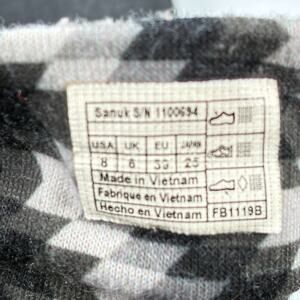 Sanuk S/N 1100694
USA UK EU JAPAN
8 6 39 25
Made in Vietnam
Fabrique en Vietnam
Hecho en Vietnam FB1119B